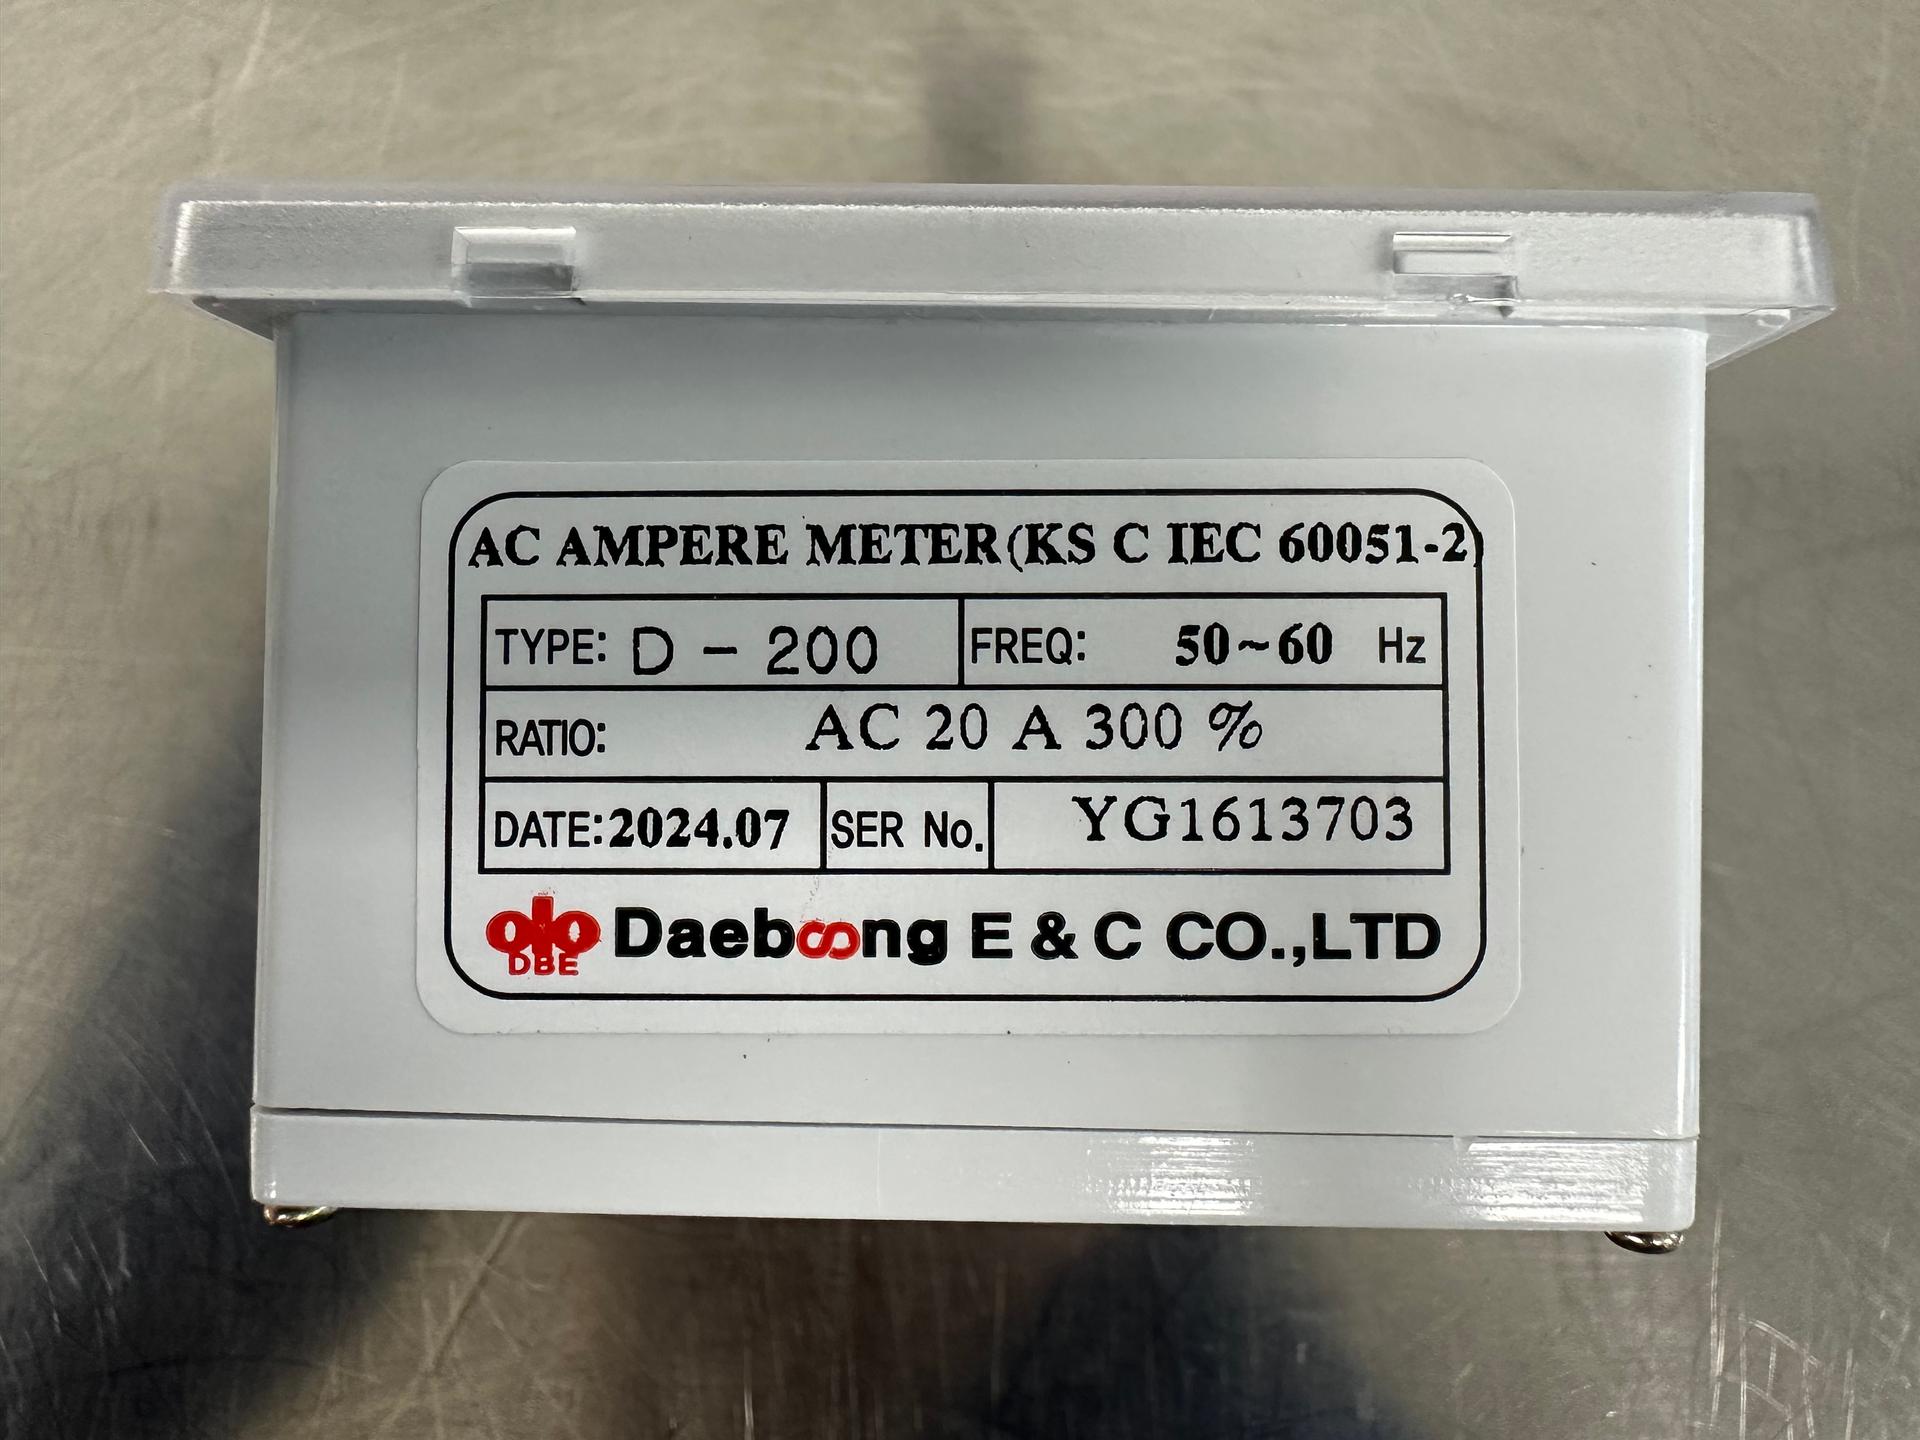 AC AMPERE METER(KS C IEC 60051-2)
TYPE: D - 200 FREQ: 50~60 Hz
RATIO: AC 20 A 300 %
DATE:2024.07 SER No. YG1613703
DBE Daeboong E & C CO.,LTD